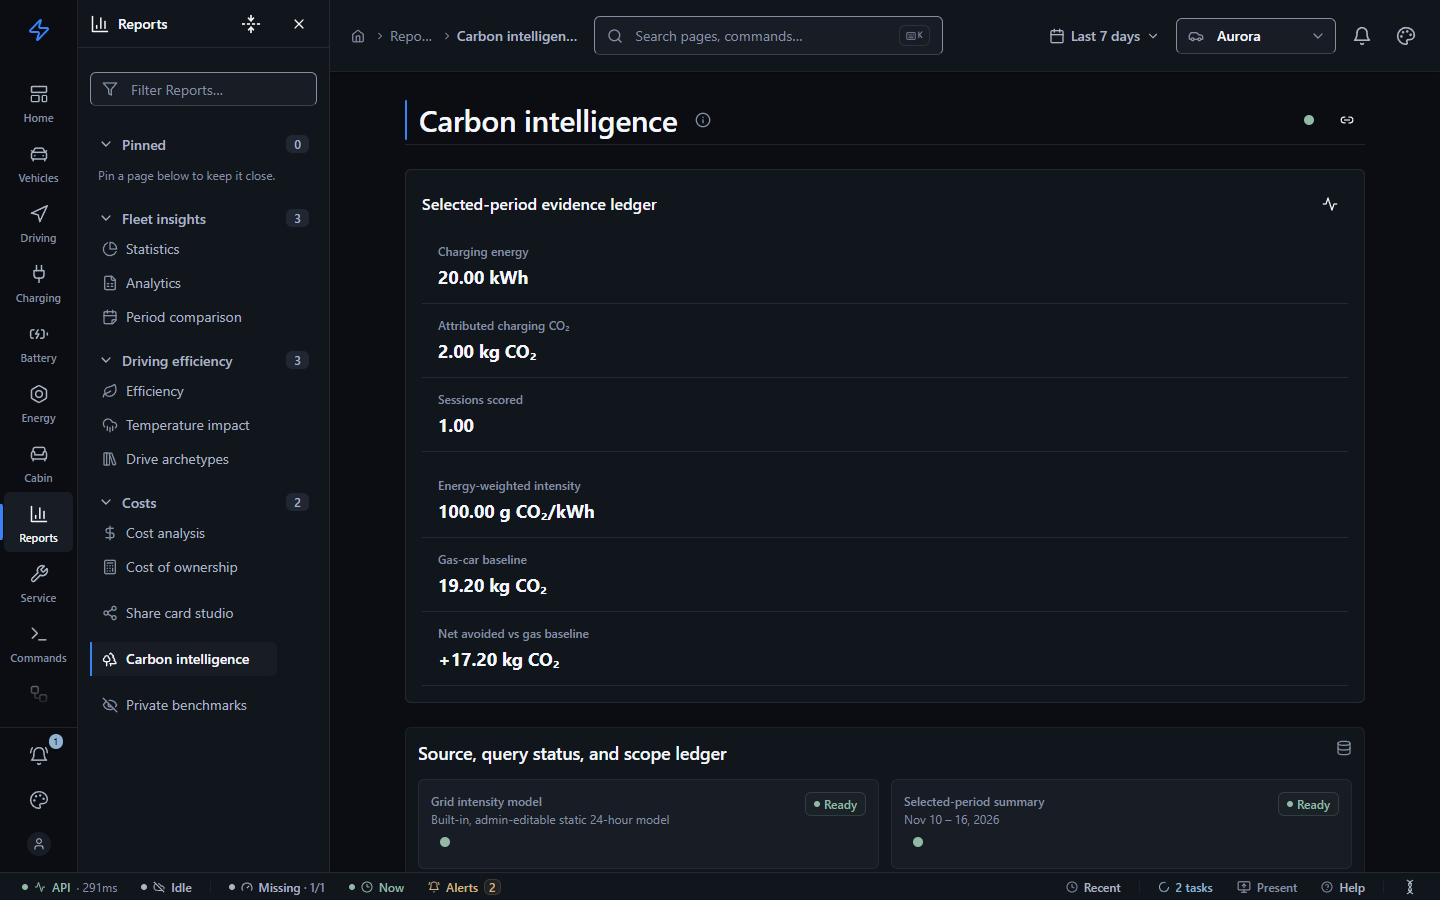 Home
Vehicles
Driving
Charging
Battery
Energy
Cabin
Reports
Service
Commands
1
Reports
Filter Reports...
Pinned
0
Pin a page below to keep it close.
Fleet insights
3
Statistics
Analytics
Period comparison
Driving efficiency
3
Efficiency
Temperature impact
Drive archetypes
Costs
2
Cost analysis
Cost of ownership
Share card studio
Carbon intelligence
Private benchmarks
Repo... Carbon intelligen...
Search pages, commands...
K
Last 7 days
Aurora
Carbon intelligence
Selected-period evidence ledger
Charging energy
20.00 kWh
Attributed charging CO₂
2.00 kg CO₂
Sessions scored
1.00
Energy-weighted intensity
100.00 g CO₂/kWh
Gas-car baseline
19.20 kg CO₂
Net avoided vs gas baseline
+17.20 kg CO₂
Source, query status, and scope ledger
Grid intensity model
Built-in, admin-editable static 24-hour model
Ready
Selected-period summary
Nov 10 – 16, 2026
Ready
API · 291ms
Idle
Missing · 1/1
Now
Alerts 2
Recent
2 tasks
Present
Help